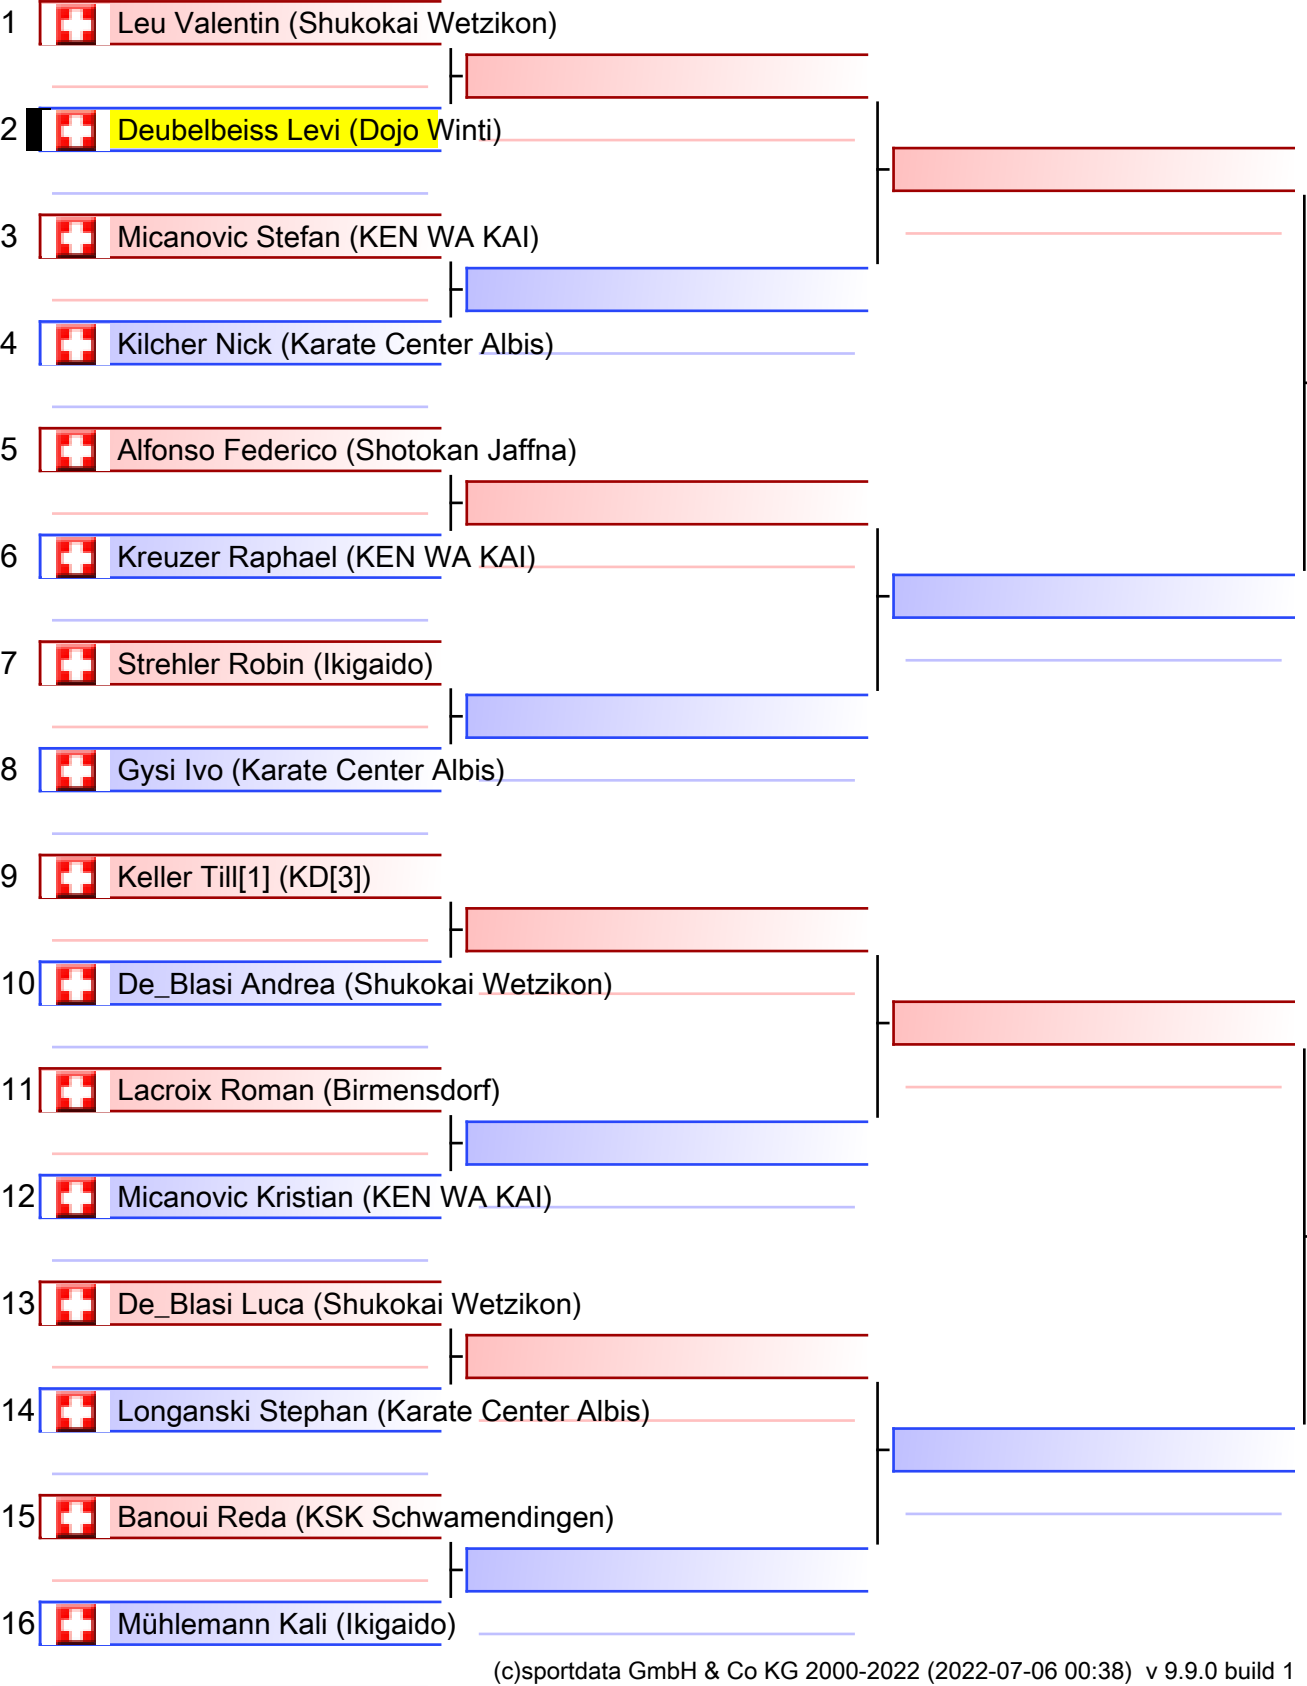 1 Leu Valentin (Shukokai Wetzikon)
2 Deubelbeiss Levi (Dojo Winti)
3 Micanovic Stefan (KEN WA KAI)
4 Kilcher Nick (Karate Center Albis)
5 Alfonso Federico (Shotokan Jaffna)
6 Kreuzer Raphael (KEN WA KAI)
7 Strehler Robin (Ikigaido)
8 Gysi Ivo (Karate Center Albis)
9 Keller Till[1] (KD[3])
10 De_Blasi Andrea (Shukokai Wetzikon)
11 Lacroix Roman (Birmensdorf)
12 Micanovic Kristian (KEN WA KAI)
13 De_Blasi Luca (Shukokai Wetzikon)
14 Longanski Stephan (Karate Center Albis)
15 Banoui Reda (KSK Schwamendingen)
16 Mühlemann Kali (Ikigaido)
(c)sportdata GmbH & Co KG 2000-2022 (2022-07-06 00:38) v 9.9.0 build 1